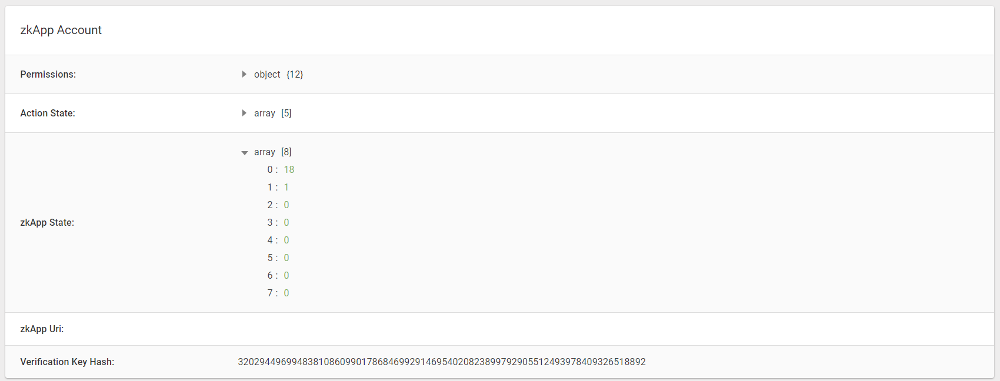 zkApp Account
Permissions: object {12}
Action State: array [5]
array [8]
0 : 18
1 : 1
2 : 0
zkApp State: 3 : 0
4 : 0
5 : 0
6 : 0
7 : 0
zkApp Uri:
Verification Key Hash: 3202944969948381086099017868469929146954020823899792905512493978409326518892